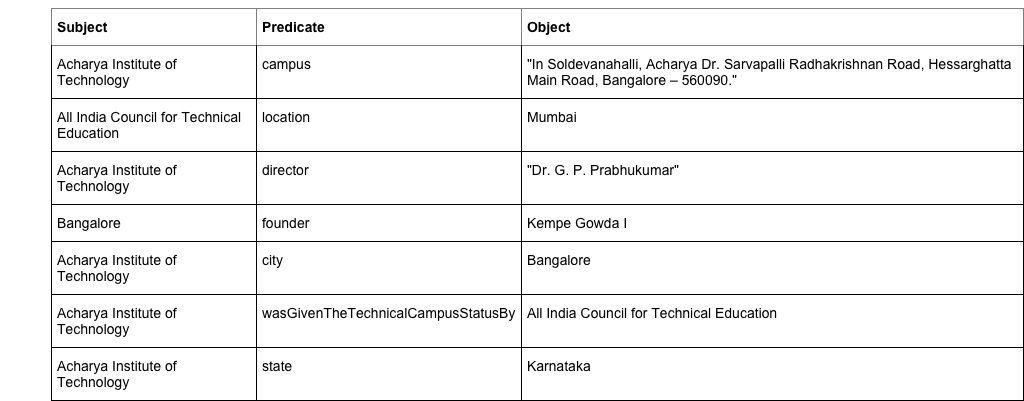 Subject Predicate Object
Acharya Institute of Technology campus "In Soldevanahalli, Acharya Dr. Sarvapalli Radhakrishnan Road, Hessarghatta Main Road, Bangalore – 560090."
All India Council for Technical Education location Mumbai
Acharya Institute of Technology director "Dr. G. P. Prabhukumar"
Bangalore founder Kempe Gowda I
Acharya Institute of Technology city Bangalore
Acharya Institute of Technology wasGivenTheTechnicalCampusStatusBy All India Council for Technical Education
Acharya Institute of Technology state Karnataka